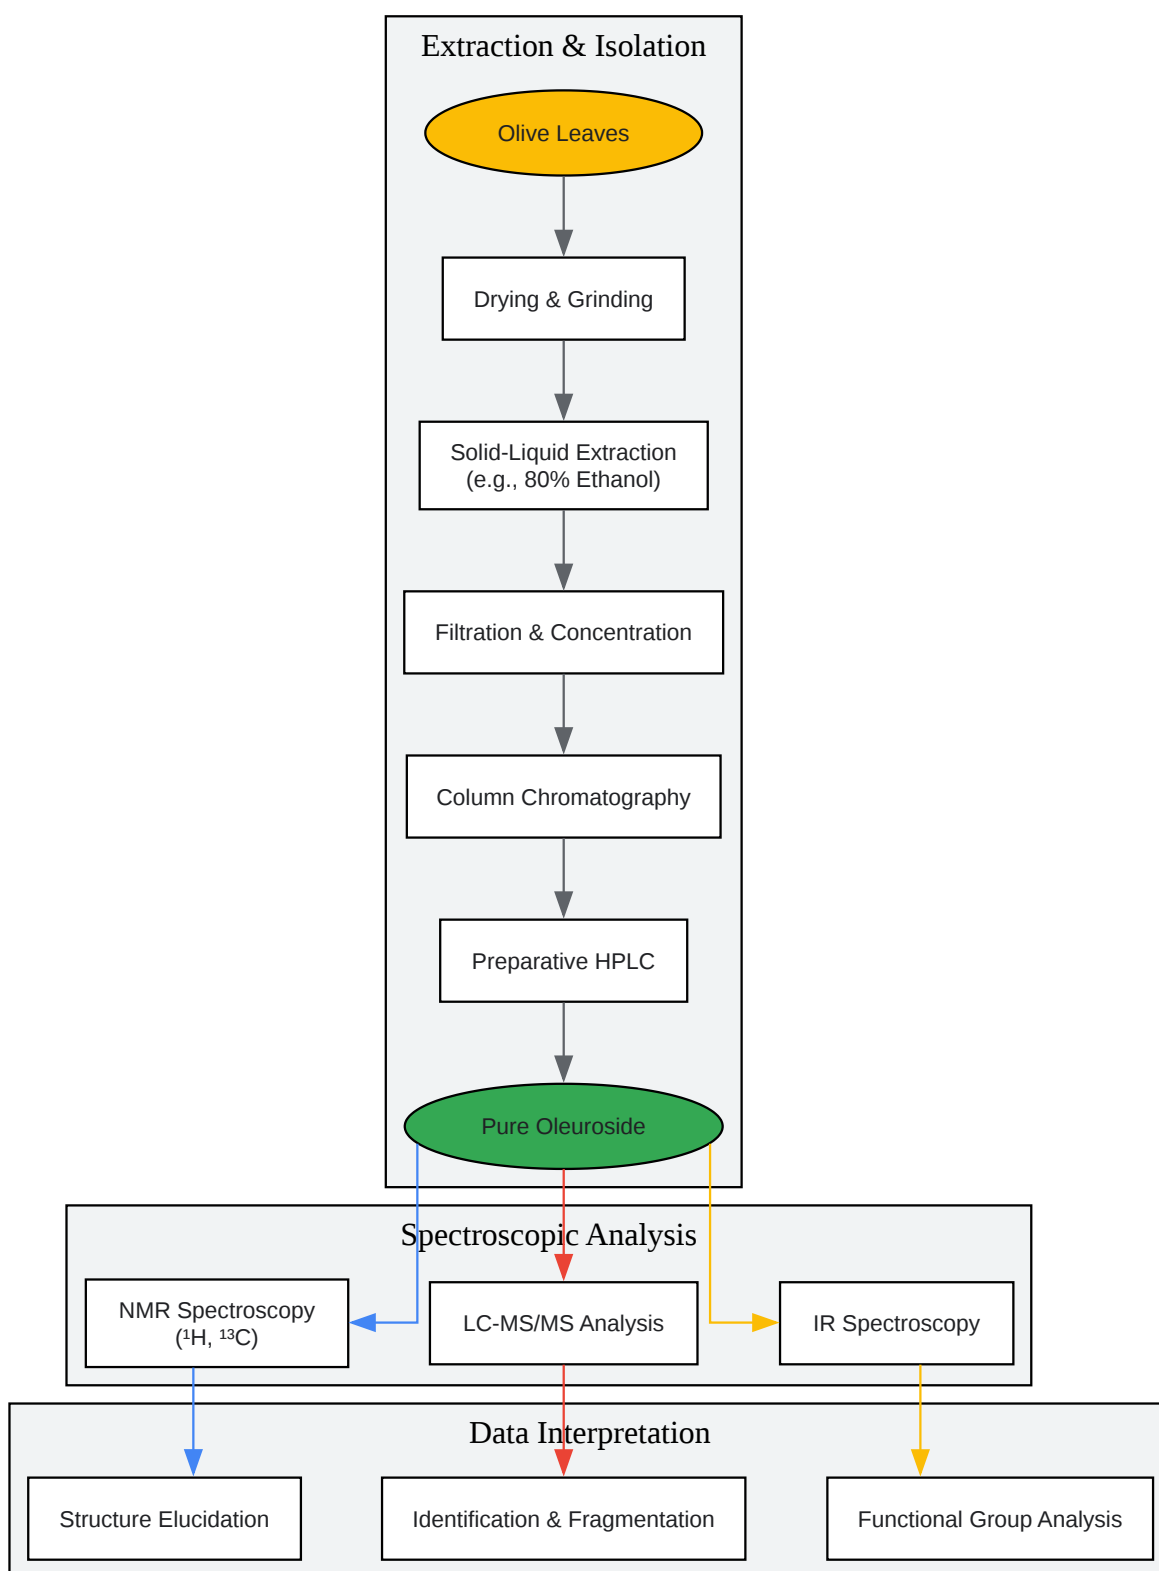 Extraction & Isolation
Olive Leaves
Drying & Grinding
Solid-Liquid Extraction
(e.g., 80% Ethanol)
Filtration & Concentration
Column Chromatography
Preparative HPLC
Pure Oleuroside
Spectroscopic Analysis
NMR Spectroscopy
(¹H, ¹³C)
LC-MS/MS Analysis
IR Spectroscopy
Data Interpretation
Structure Elucidation
Identification & Fragmentation
Functional Group Analysis